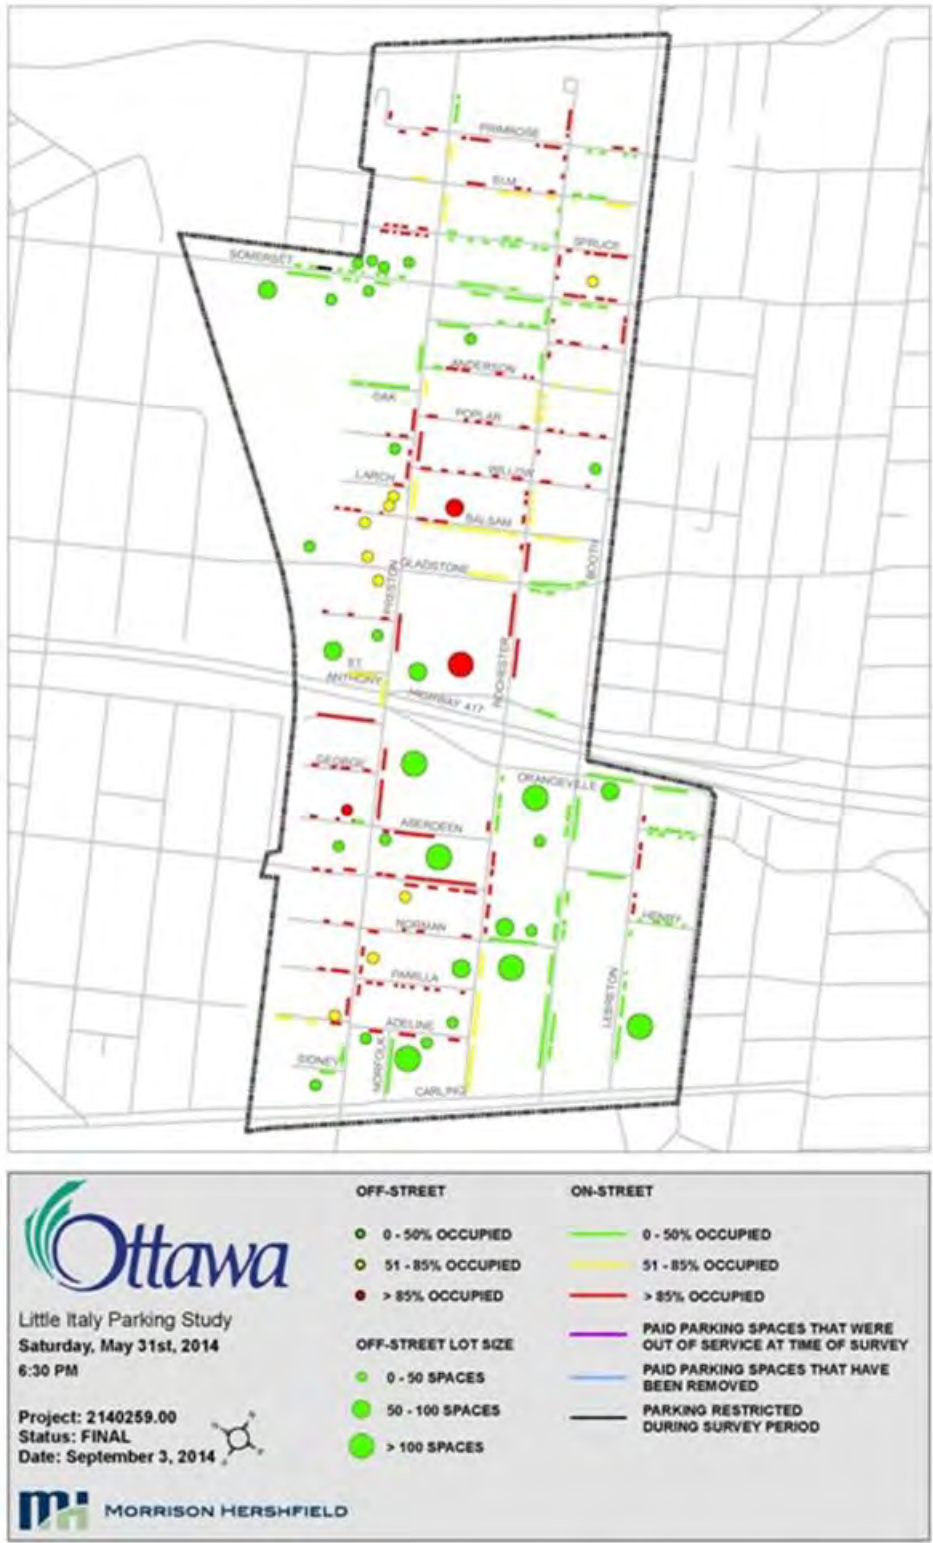 PRIMROSE
ELM
SPRUCE
SOMERSET
ANDERSON
OAK
POPLAR
WILLOW
LARCH
BALSAM
GLADSTONE
BOOTH
PRESTON
ROCHESTER
ST.
ANTHONY
HIGHWAY 417
GEORGE
ORANGEVILLE
ABERDEEN
NORMAN
HENRY
PAMILLA
LEBRETON
ADELINE
SIDNEY
NORFOLK
CARLING
Ottawa
Little Italy Parking Study
Saturday, May 31st, 2014
6:30 PM
Project: 2140259.00
Status: FINAL
Date: September 3, 2014
MORRISON HERSHFIELD
OFF-STREET
0 - 50% OCCUPIED
51 - 85% OCCUPIED
> 85% OCCUPIED
OFF-STREET LOT SIZE
0 - 50 SPACES
50 - 100 SPACES
> 100 SPACES
ON-STREET
0 - 50% OCCUPIED
51 - 85% OCCUPIED
> 85% OCCUPIED
PAID PARKING SPACES THAT WERE
OUT OF SERVICE AT TIME OF SURVEY
PAID PARKING SPACES THAT HAVE
BEEN REMOVED
PARKING RESTRICTED
DURING SURVEY PERIOD